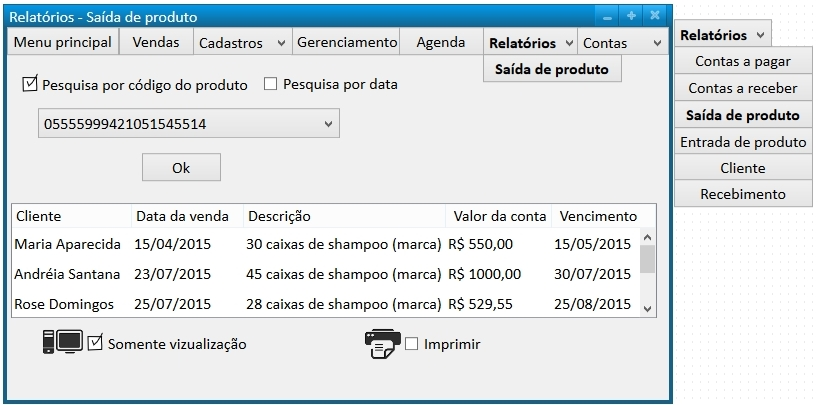 Relatórios - Saída de produto
Menu principal Vendas Cadastros Gerenciamento Agenda Relatórios Contas
Saída de produto
Pesquisa por código do produto Pesquisa por data
05555999421051545514
Ok
Cliente Data da venda Descrição Valor da conta Vencimento
Maria Aparecida 15/04/2015 30 caixas de shampoo (marca) R$ 550,00 15/05/2015
Andréia Santana 23/07/2015 45 caixas de shampoo (marca) R$ 1000,00 30/07/2015
Rose Domingos 25/07/2015 28 caixas de shampoo (marca) R$ 529,55 25/08/2015
Somente vizualização Imprimir
Relatórios
Contas a pagar
Contas a receber
Saída de produto
Entrada de produto
Cliente
Recebimento